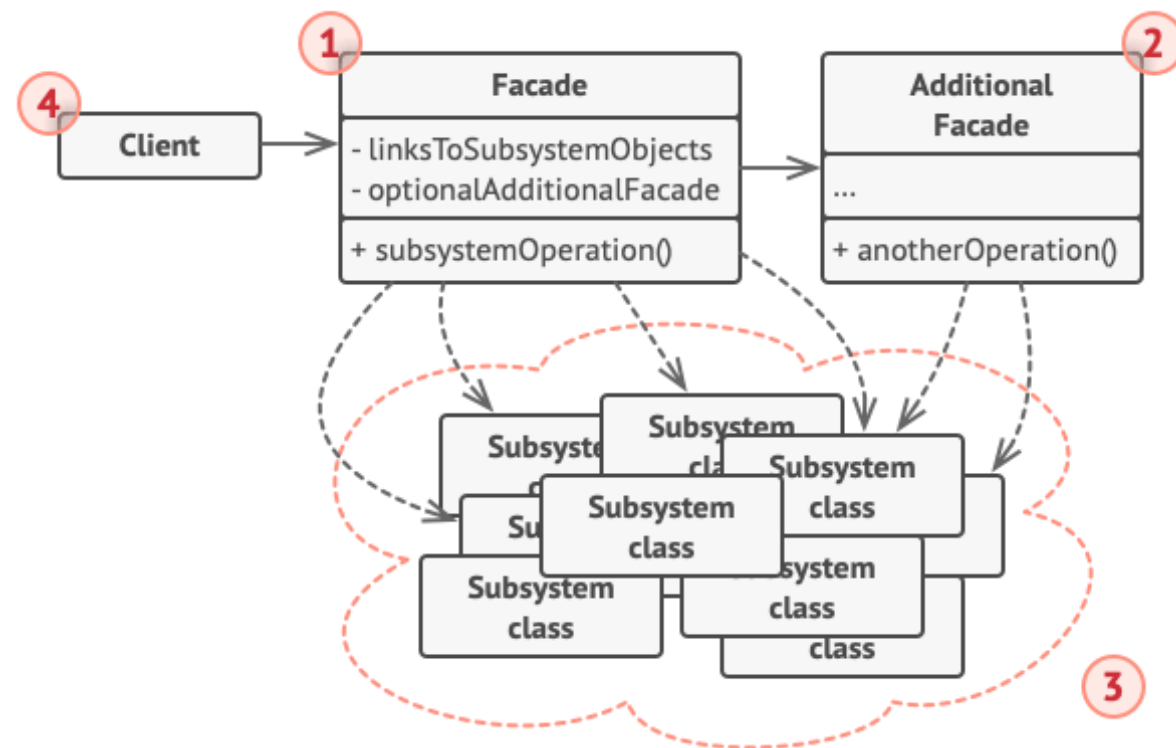 1
2
4
Facade
Additional
Facade
Client
- linksToSubsystemObjects
- optionalAdditionalFacade
...
+ subsystemOperation()
+ anotherOperation()
Subsystem
class
Subsystem
class
Subsystem
class
Subsystem
class
Subsystem
class
class
3